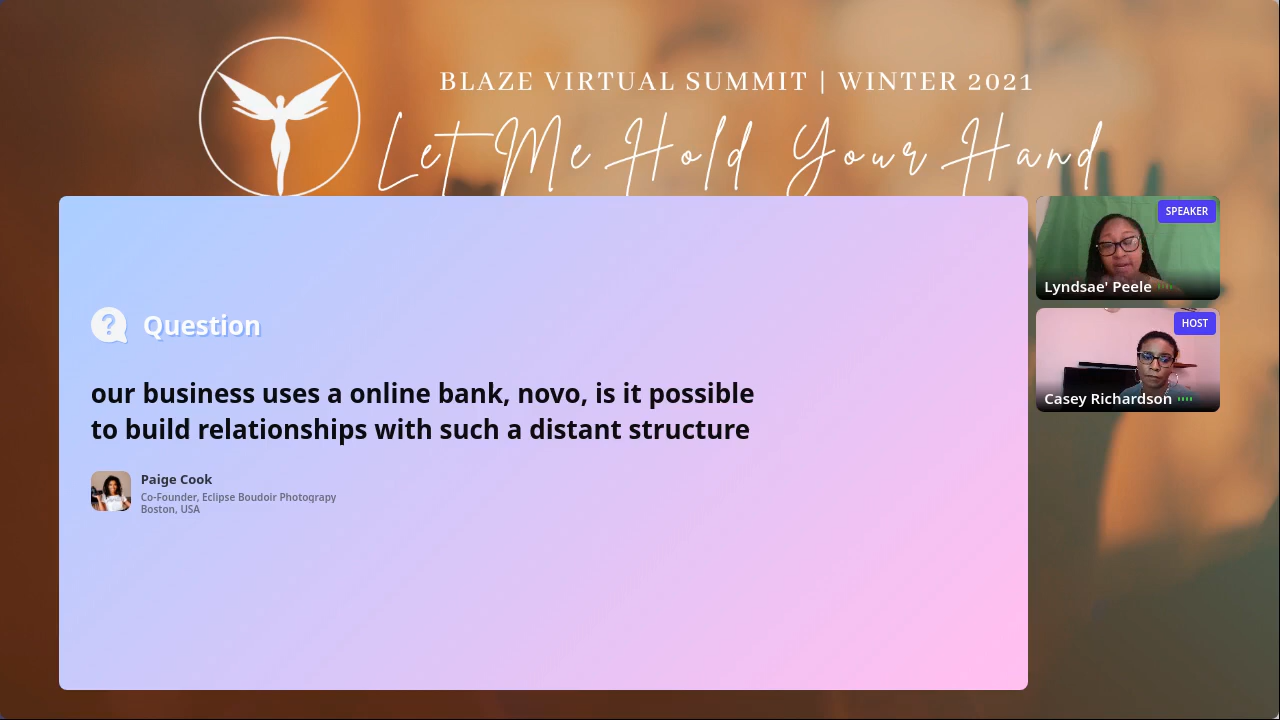 BLAZE VIRTUAL SUMMIT | WINTER 2021
Let Me Hold Your Hand
SPEAKER
Lyndsae' Peele
HOST
Casey Richardson
Question
our business uses a online bank, novo, is it possible
to build relationships with such a distant structure
Paige Cook
Co-Founder, Eclipse Boudoir Photograpy
Boston, USA